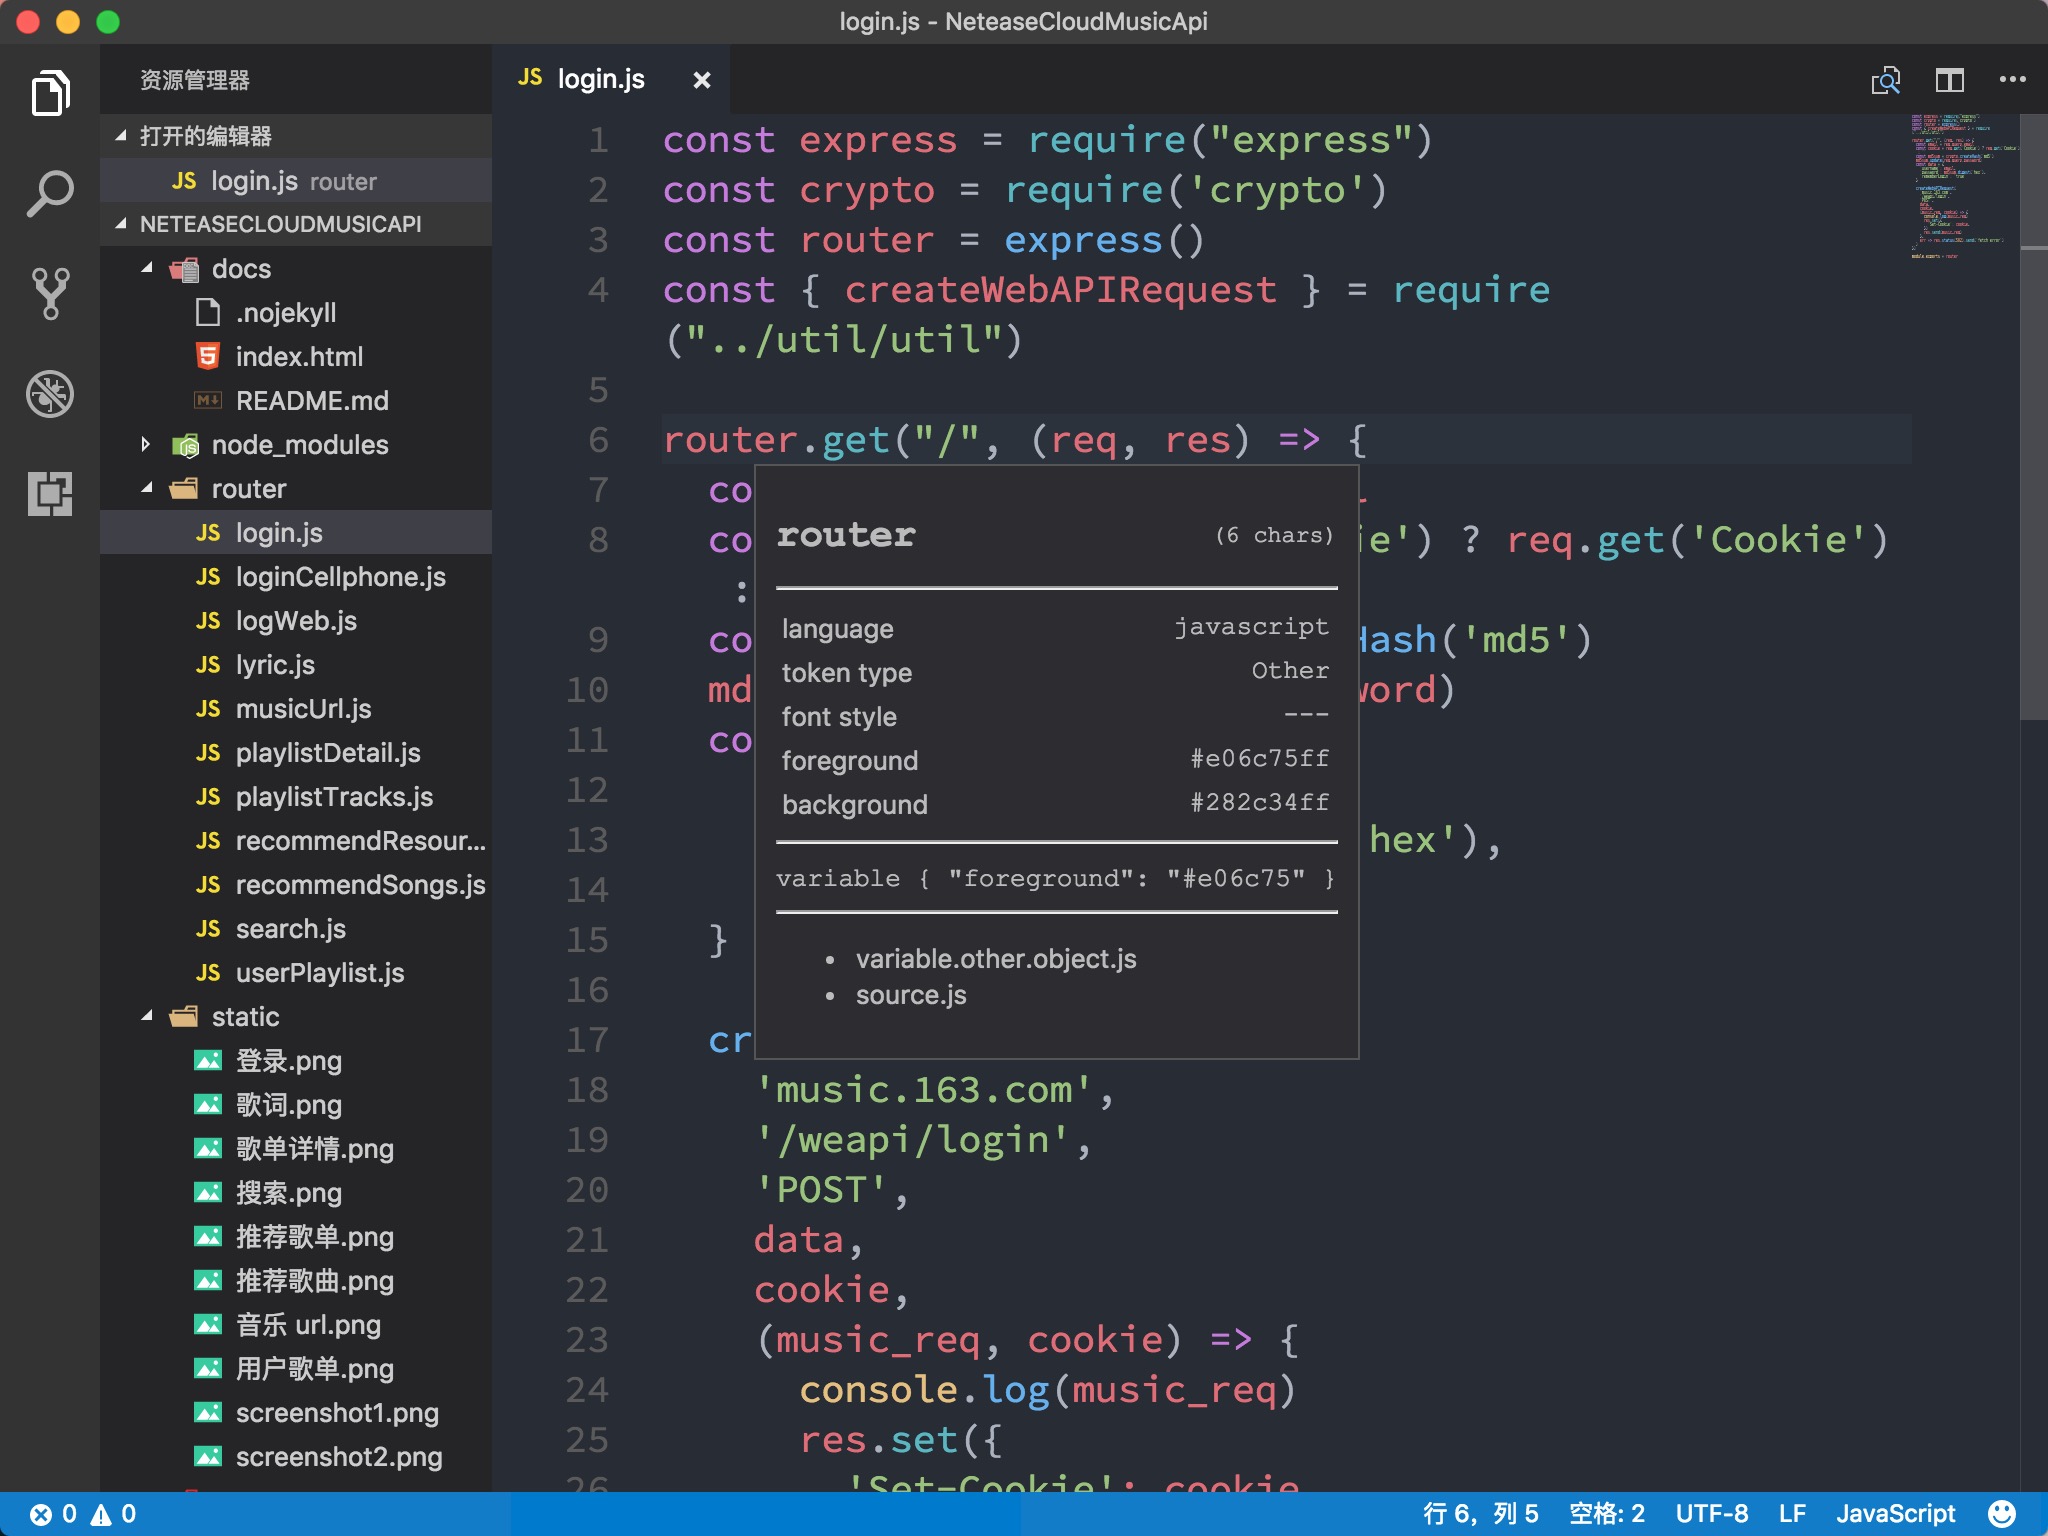 login.js - NeteaseCloudMusicApi
资源管理器
打开的编辑器
JS login.js router
NETEASECLOUDMUSICAPI
docs
.nojekyll
index.html
README.md
node_modules
router
JS login.js
JS loginCellphone.js
JS logWeb.js
JS lyric.js
JS musicUrl.js
JS playlistDetail.js
JS playlistTracks.js
JS recommendResour...
JS recommendSongs.js
JS search.js
JS userPlaylist.js
static
登录.png
歌词.png
歌单详情.png
搜索.png
推荐歌单.png
推荐歌曲.png
音乐 url.png
用户歌单.png
screenshot1.png
screenshot2.png
JS login.js ×
1 const express = require("express")
2 const crypto = require('crypto')
3 const router = express()
4 const { createWebAPIRequest } = require
("../util/util")
5
6 router.get("/", (req, res) => {
7 co
8 co ie') ? req.get('Cookie')
:
9 co Hash('md5')
10 md word)
11 co
12
13 hex'),
14
15 }
16
17 cr
18 'music.163.com',
19 '/weapi/login',
20 'POST',
21 data,
22 cookie,
23 (music_req, cookie) => {
24 console.log(music_req)
25 res.set({
26 'Set-Cookie': cookie
router (6 chars)
language javascript
token type Other
font style ---
foreground #e06c75ff
background #282c34ff
variable { "foreground": "#e06c75" }
• variable.other.object.js
• source.js
0 0
行 6，列 5 空格: 2 UTF-8 LF JavaScript